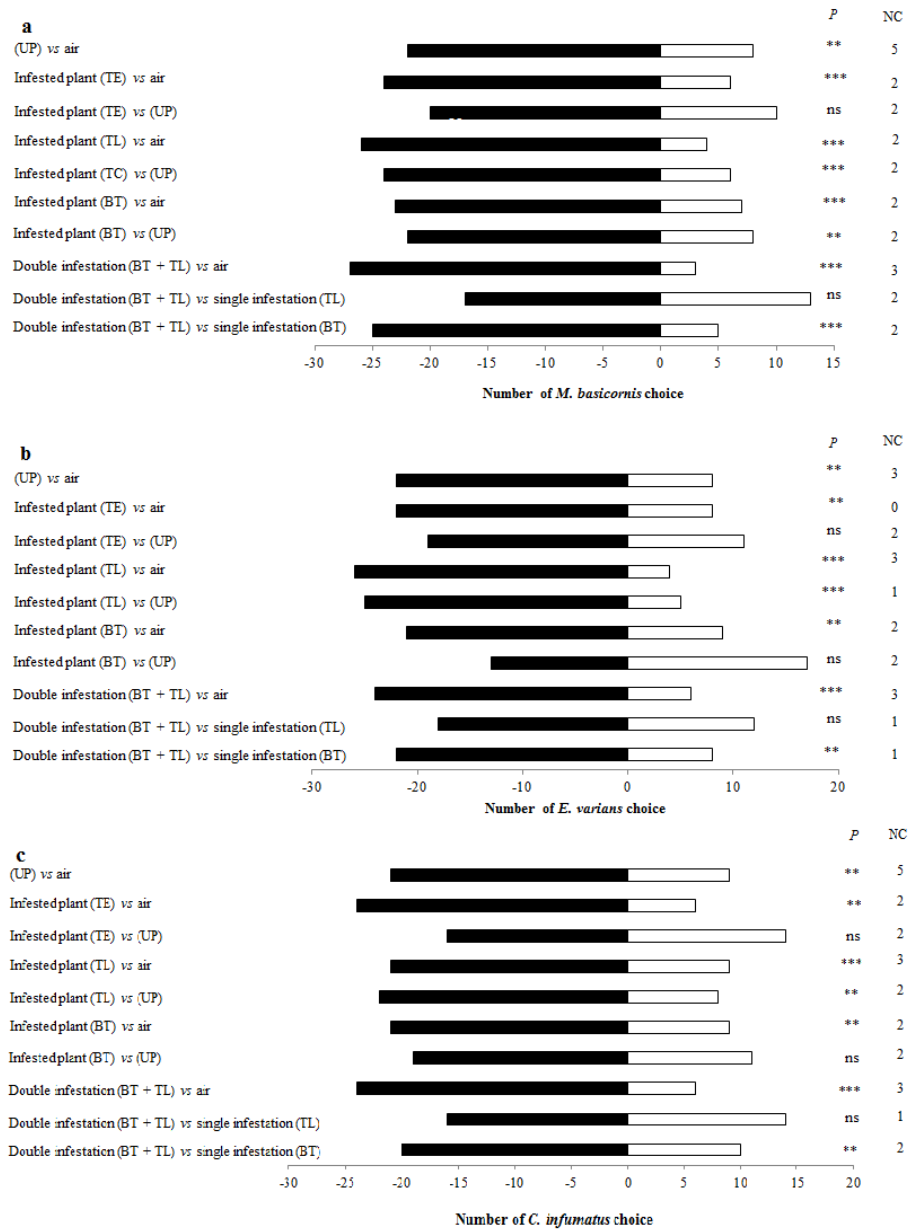 a
P NC
(UP) vs air ** 5
Infested plant (TE) vs air *** 2
Infested plant (TE) vs (UP) ns 2
Infested plant (TL) vs air *** 2
Infested plant (TC) vs (UP) *** 2
Infested plant (BT) vs air *** 2
Infested plant (BT) vs (UP) ** 2
Double infestation (BT + TL) vs air *** 3
Double infestation (BT + TL) vs single infestation (TL) ns 2
Double infestation (BT + TL) vs single infestation (BT) *** 2
-30 -25 -20 -15 -10 -5 0 5 10 15
Number of M. basicornis choice
b
P NC
(UP) vs air ** 3
Infested plant (TE) vs air ** 0
Infested plant (TE) vs (UP) ns 2
Infested plant (TL) vs air *** 3
Infested plant (TL) vs (UP) *** 1
Infested plant (BT) vs air ** 2
Infested plant (BT) vs (UP) ns 2
Double infestation (BT + TL) vs air *** 3
Double infestation (BT + TL) vs single infestation (TL) ns 1
Double infestation (BT + TL) vs single infestation (BT) ** 1
-30 -20 -10 0 10 20
Number of E. varians choice
c
P NC
(UP) vs air ** 5
Infested plant (TE) vs air ** 2
Infested plant (TE) vs (UP) ns 2
Infested plant (TL) vs air *** 3
Infested plant (TL) vs (UP) ** 2
Infested plant (BT) vs air ** 2
Infested plant (BT) vs (UP) ns 2
Double infestation (BT + TL) vs air *** 3
Double infestation (BT + TL) vs single infestation (TL) ns 1
Double infestation (BT + TL) vs single infestation (BT) ** 2
-30 -25 -20 -15 -10 -5 0 5 10 15 20
Number of C. infumatus choice